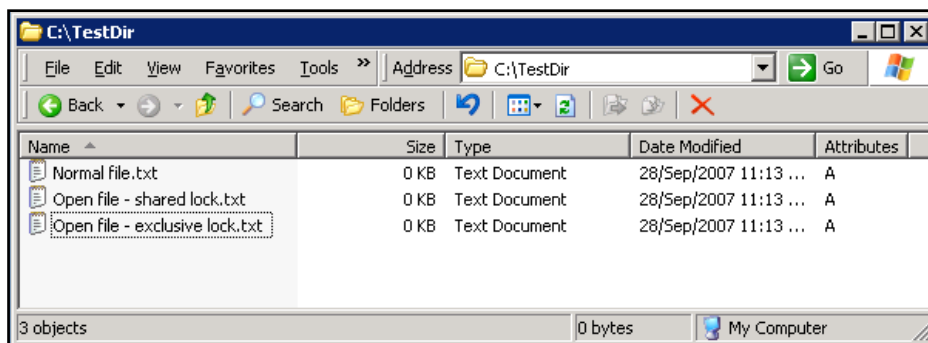 C:\TestDir
File Edit View Favorites Tools » Address C:\TestDir Go
Back Search Folders
Name Size Type Date Modified Attributes
Normal file.txt 0 KB Text Document 28/Sep/2007 11:13 ... A
Open file - shared lock.txt 0 KB Text Document 28/Sep/2007 11:13 ... A
Open file - exclusive lock.txt 0 KB Text Document 28/Sep/2007 11:13 ... A
3 objects 0 bytes My Computer